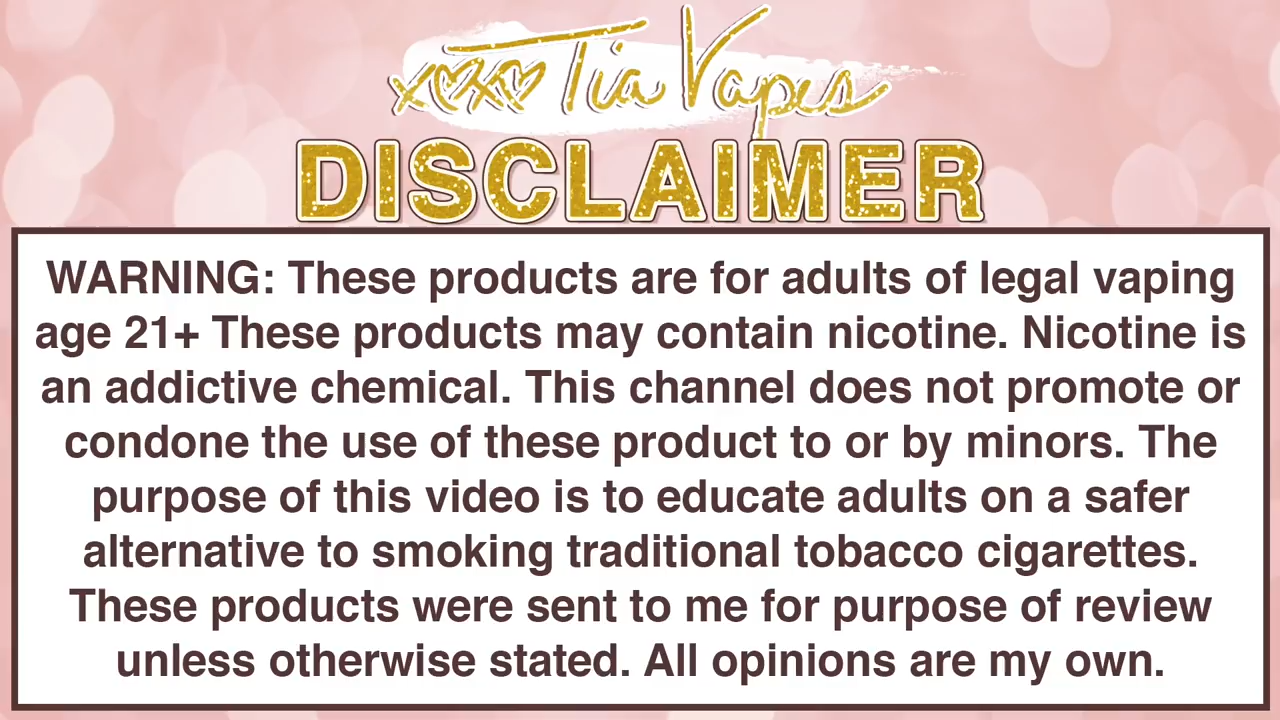 xoxo Tia Vapes
DISCLAIMER
WARNING: These products are for adults of legal vaping
age 21+ These products may contain nicotine. Nicotine is
an addictive chemical. This channel does not promote or
condone the use of these product to or by minors. The
purpose of this video is to educate adults on a safer
alternative to smoking traditional tobacco cigarettes.
These products were sent to me for purpose of review
unless otherwise stated. All opinions are my own.